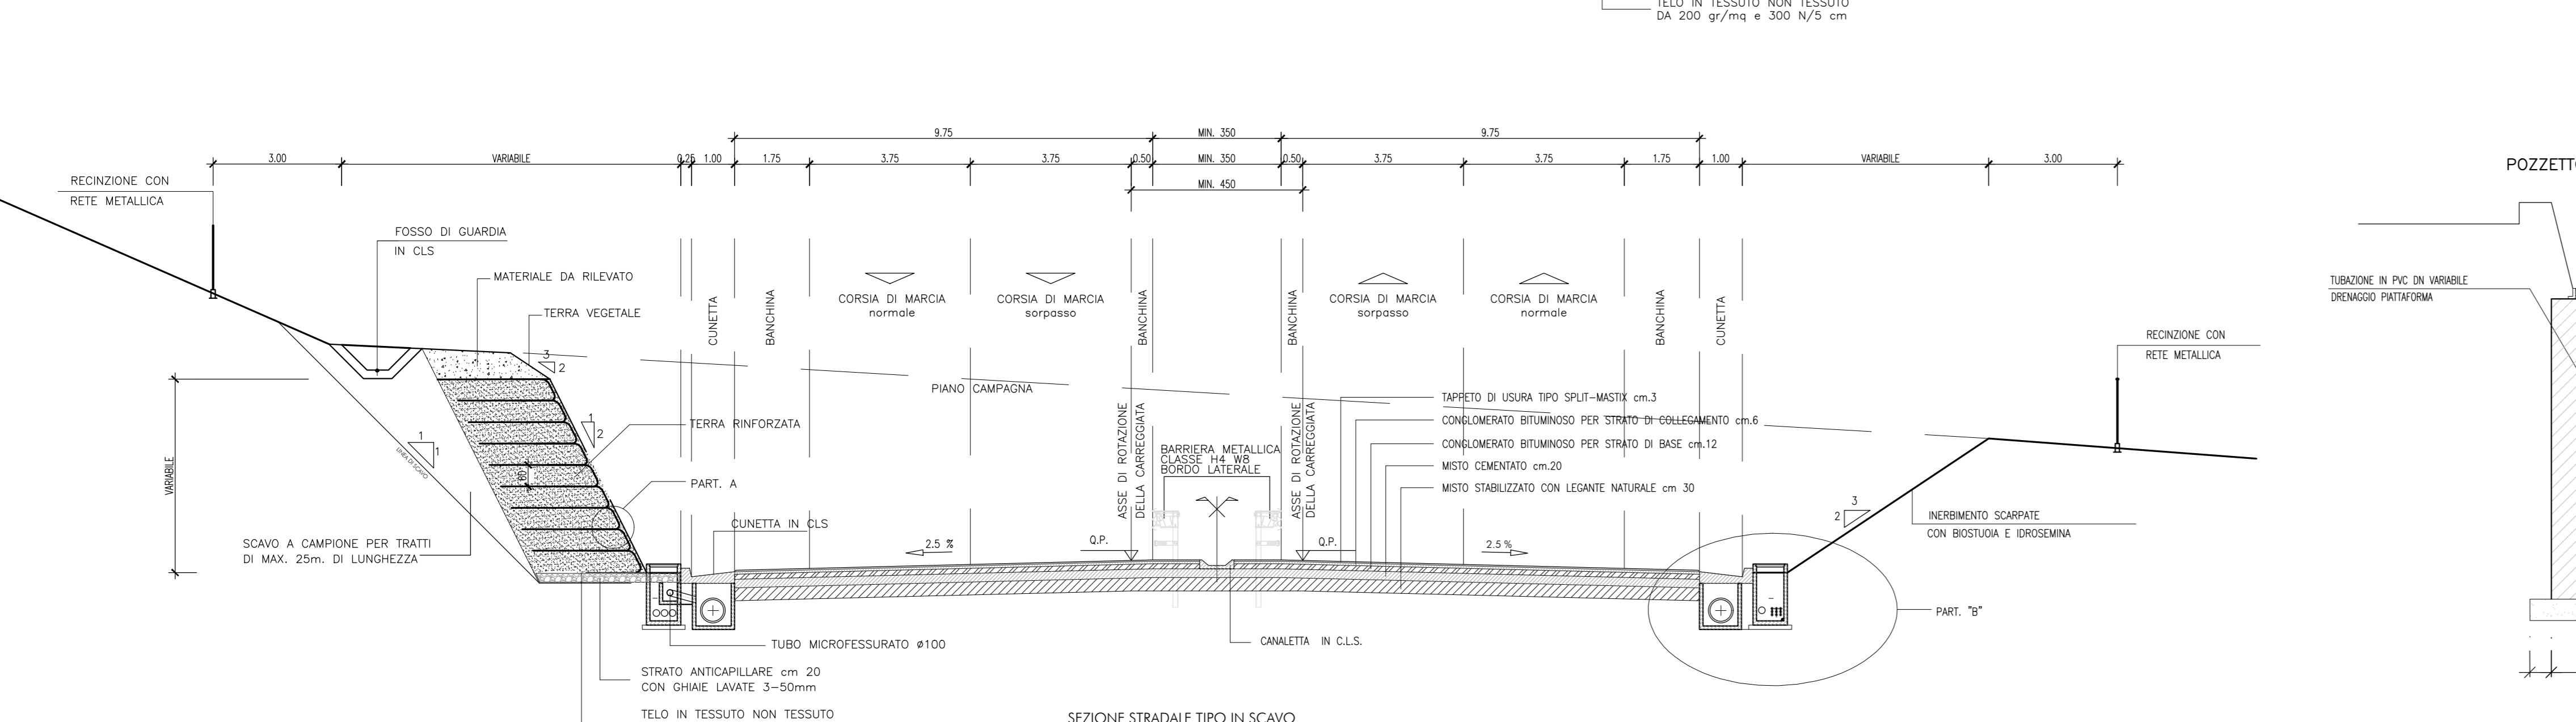 TELO IN TESSUTO NON TESSUTO
DA 200 gr/mq e 300 N/5 cm
9.75
MIN. 350
9.75
3.00
VARIABILE
0.25
1.00
1.75
3.75
3.75
0.50
MIN. 350
0.50
3.75
3.75
1.75
1.00
VARIABILE
3.00
MIN. 450
POZZETT
RECINZIONE CON
RETE METALLICA
FOSSO DI GUARDIA
IN CLS
MATERIALE DA RILEVATO
TERRA VEGETALE
3
2
CUNETTA
BANCHINA
CORSIA DI MARCIA
normale
CORSIA DI MARCIA
sorpasso
BANCHINA
BANCHINA
CORSIA DI MARCIA
sorpasso
CORSIA DI MARCIA
normale
BANCHINA
CUNETTA
TUBAZIONE IN PVC DN VARIABILE
DRENAGGIO PIATTAFORMA
RECINZIONE CON
RETE METALLICA
PIANO CAMPAGNA
TAPPETO DI USURA TIPO SPLIT-MASTIX cm.3
CONGLOMERATO BITUMINOSO PER STRATO DI COLLEGAMENTO cm.6
CONGLOMERATO BITUMINOSO PER STRATO DI BASE cm.12
MISTO CEMENTATO cm.20
MISTO STABILIZZATO CON LEGANTE NATURALE cm 30
ASSE DI ROTAZIONE
DELLA CARREGGIATA
BARRIERA METALLICA
CLASSE H4 W8
BORDO LATERALE
ASSE DI ROTAZIONE
DELLA CARREGGIATA
1
2
TERRA RINFORZATA
1
1
LINEA DI SCAVO
VARIABILE
60
PART. A
CUNETTA IN CLS
SCAVO A CAMPIONE PER TRATTI
DI MAX. 25m. DI LUNGHEZZA
2.5 %
Q.P.
Q.P.
2.5 %
3
2
INERBIMENTO SCARPATE
CON BIOSTUOIA E IDROSEMINA
PART. "B"
TUBO MICROFESSURATO ø100
CANALETTA IN C.L.S.
STRATO ANTICAPILLARE cm 20
CON GHIAIE LAVATE 3-50mm
TELO IN TESSUTO NON TESSUTO
SEZIONE STRADALE TIPO IN SCAVO